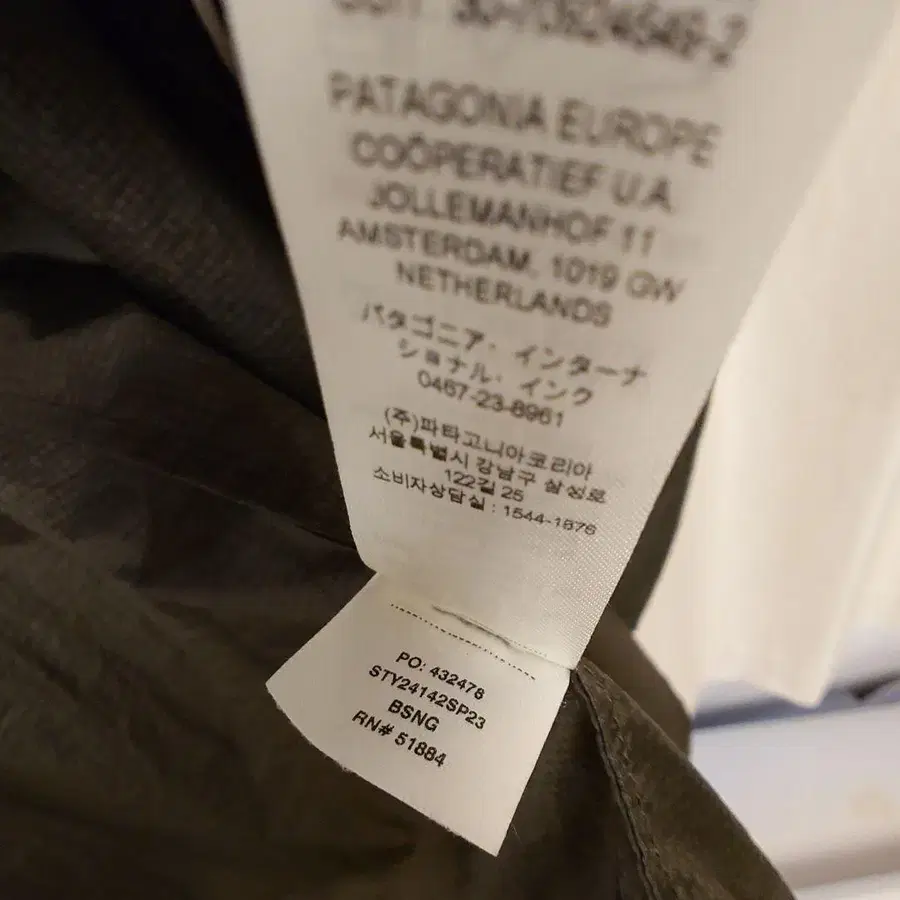 PATAGONIA EUROPE
COÖPERATIEF U.A.
JOLLEMANHOF 11
AMSTERDAM, 1019 GW
NETHERLANDS
パタゴニア・インターナ
ショナル・インク
0467-23-8961
(주)파타고니아코리아
서울특별시 강남구 삼성로
122길 25
소비자상담실 : 1544-1876
PO: 432478
STY24142SP23
BSNG
RN# 51884